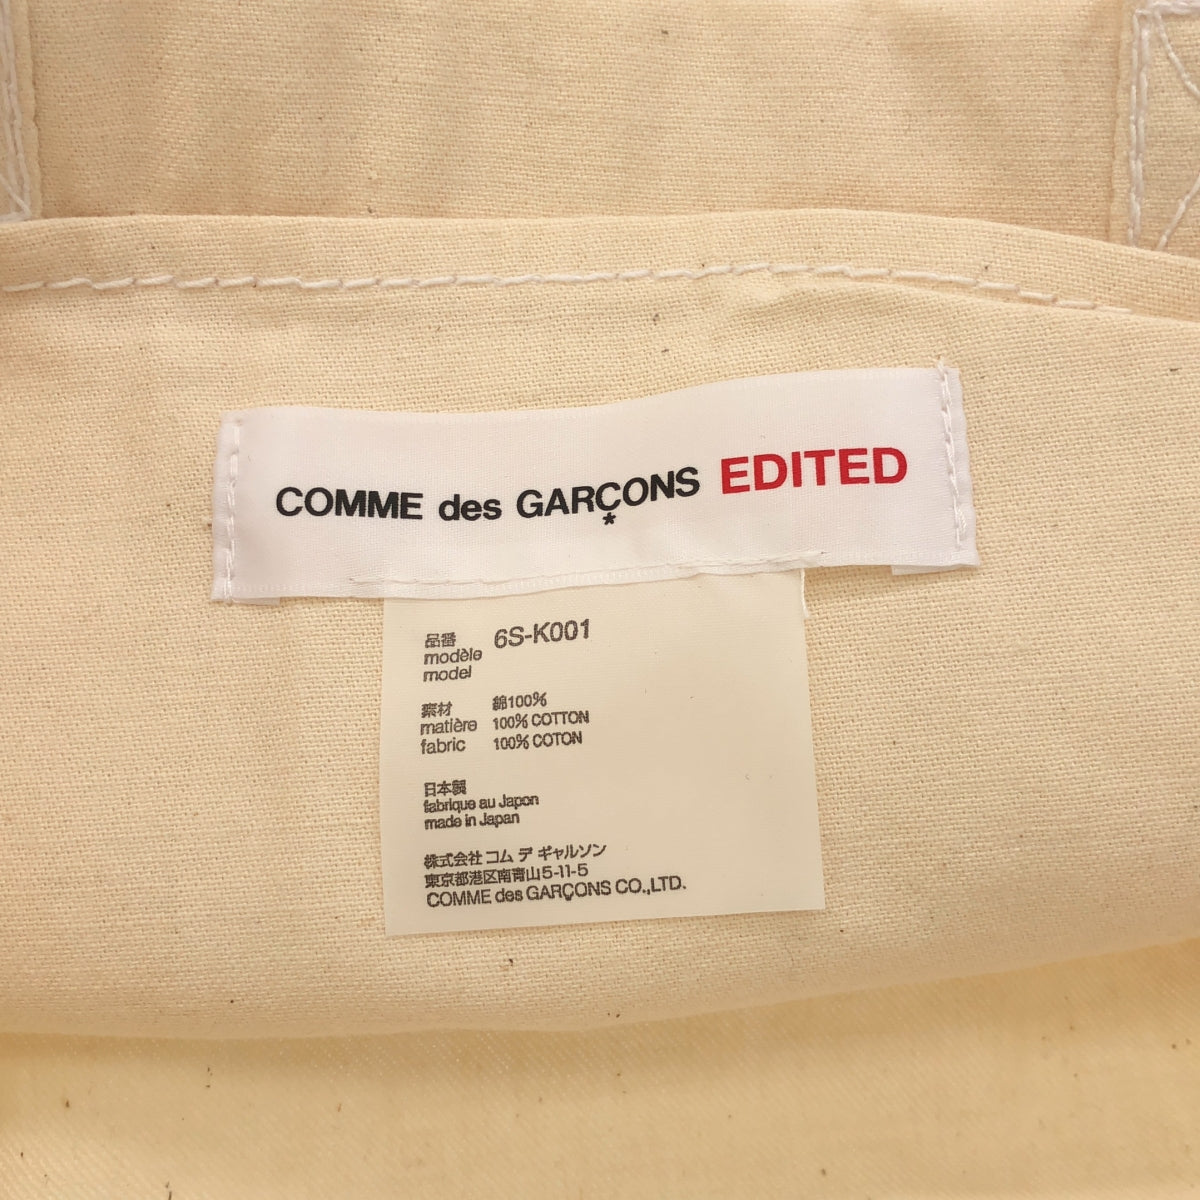 COMME des GARÇONS EDITED
*
品番 6S-K001
modèle
model
素材 綿100%
matière 100% COTTON
fabric 100% COTON
日本製
fabrique au Japon
made in Japan
株式会社 コム デ ギャルソン
東京都港区南青山5-11-5
COMME des GARÇONS CO.,LTD.